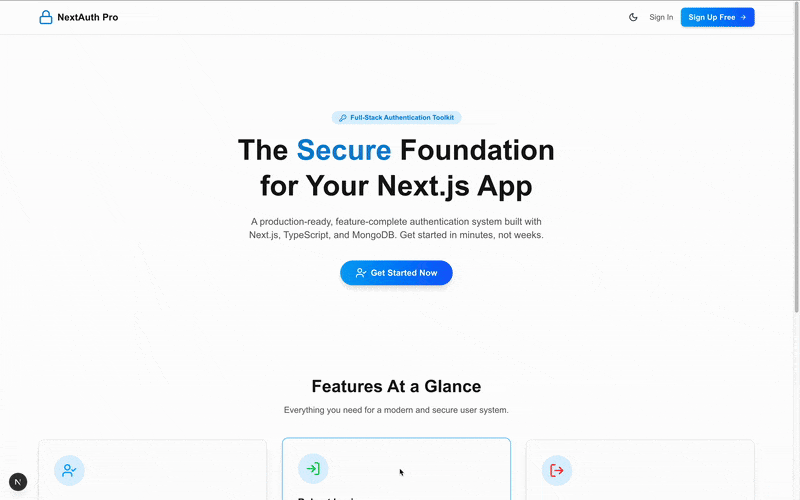 NextAuth Pro
Sign In
Sign Up Free
Full-Stack Authentication Toolkit
The Secure Foundation
for Your Next.js App
A production-ready, feature-complete authentication system built with
Next.js, TypeScript, and MongoDB. Get started in minutes, not weeks.
Get Started Now
Features At a Glance
Everything you need for a modern and secure user system.
N